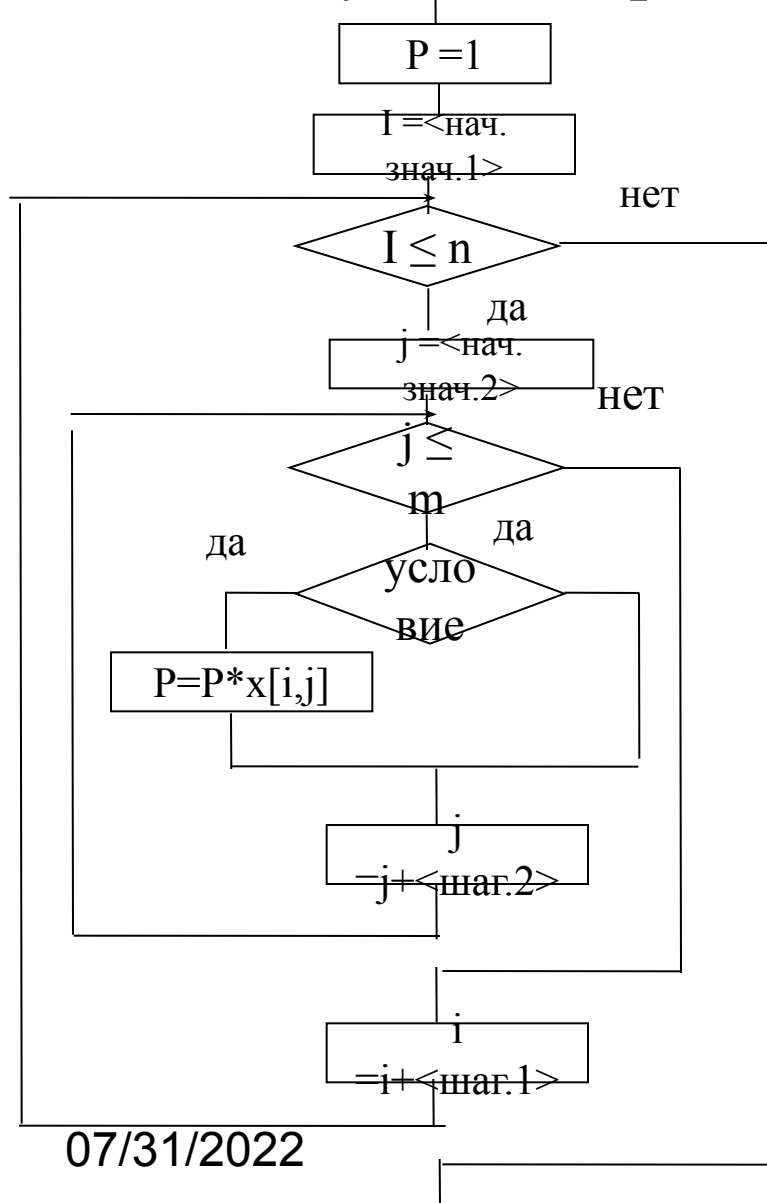 P =1
I =<нач.
знач.1>
нет
I ≤ n
да
j =<нач.
знач.2>
нет
j ≤
m
да
да
усло
вие
P=P*x[i,j]
j
=j+<шаг.2>
i
=i+<шаг.1>
07/31/2022